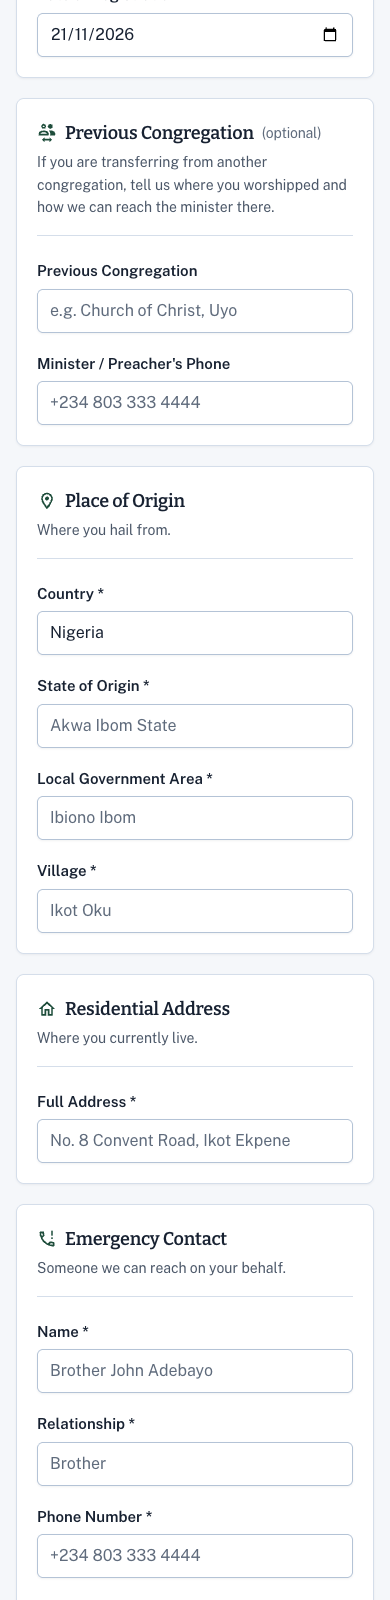 21/11/2026
Previous Congregation (optional)
If you are transferring from another
congregation, tell us where you worshipped and
how we can reach the minister there.
Previous Congregation
e.g. Church of Christ, Uyo
Minister / Preacher's Phone
+234 803 333 4444
Place of Origin
Where you hail from.
Country *
Nigeria
State of Origin *
Akwa Ibom State
Local Government Area *
Ibiono Ibom
Village *
Ikot Oku
Residential Address
Where you currently live.
Full Address *
No. 8 Convent Road, Ikot Ekpene
Emergency Contact
Someone we can reach on your behalf.
Name *
Brother John Adebayo
Relationship *
Brother
Phone Number *
+234 803 333 4444